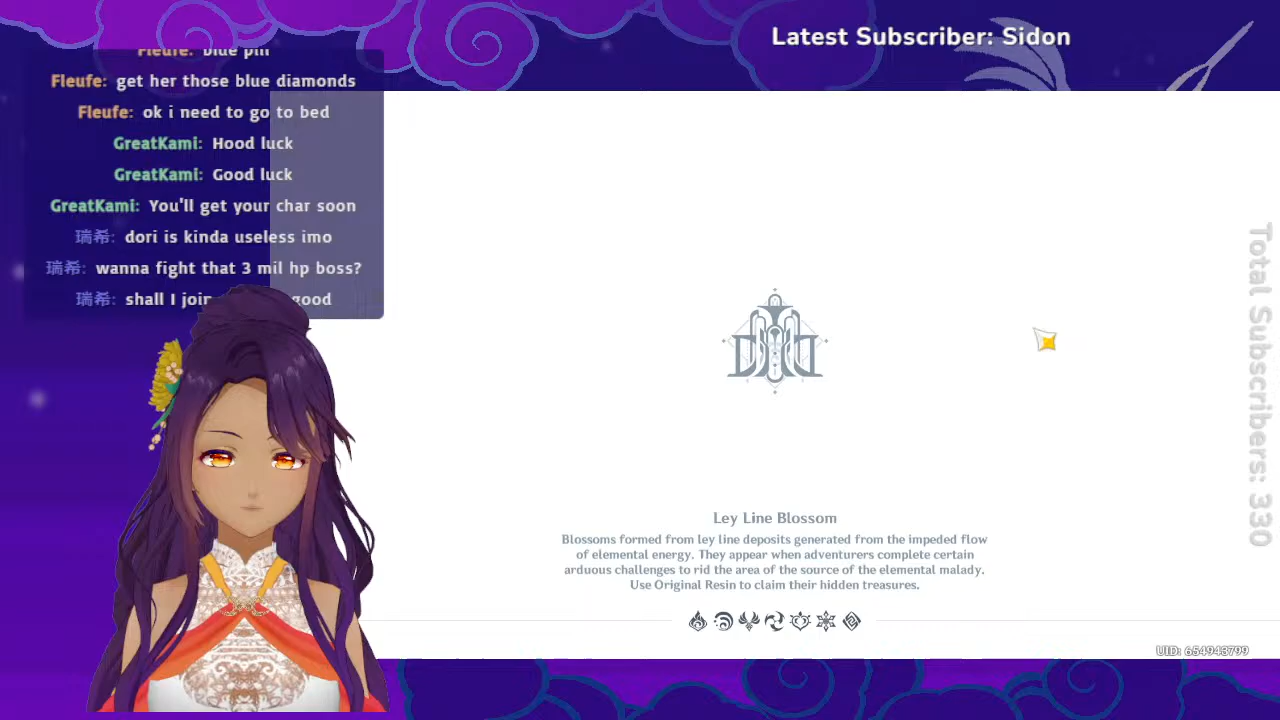 Latest Subscriber: Sidon
Fleufe: blue pill
Fleufe: get her those blue diamonds
Fleufe: ok i need to go to bed
GreatKami: Hood luck
GreatKami: Good luck
GreatKami: You'll get your char soon
瑞希: dori is kinda useless imo
瑞希: wanna fight that 3 mil hp boss?
瑞希: shall I join good
Total Subscribers: 330
Ley Line Blossom
Blossoms formed from ley line deposits generated from the impeded flow
of elemental energy. They appear when adventurers complete certain
arduous challenges to rid the area of the source of the elemental malady.
Use Original Resin to claim their hidden treasures.
UID: 654943799